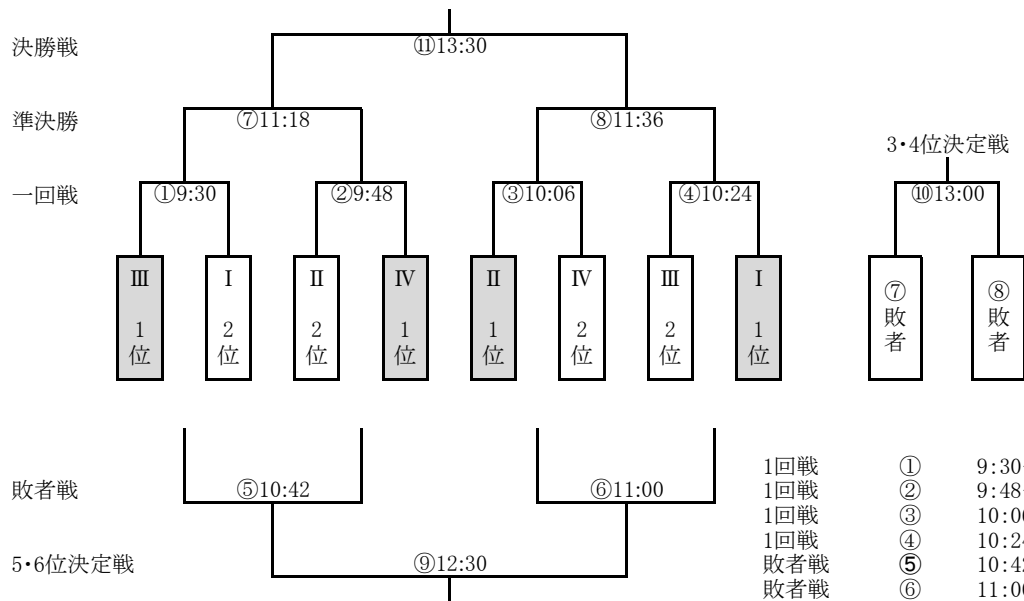 決勝戦
⑪13:30
準決勝
⑦11:18
⑧11:36
3・4位決定戦
一回戦
①9:30
②9:48
③10:06
④10:24
⑩13:00
Ⅲ 1位
Ⅰ 2位
Ⅱ 2位
Ⅳ 1位
Ⅱ 1位
Ⅳ 2位
Ⅲ 2位
Ⅰ 1位
⑦敗者
⑧敗者
敗者戦
⑤10:42
⑥11:00
5・6位決定戦
⑨12:30
1回戦 ① 9:30
1回戦 ② 9:48
1回戦 ③ 10:06
1回戦 ④ 10:24
敗者戦 ⑤ 10:42
敗者戦 ⑥ 11:00